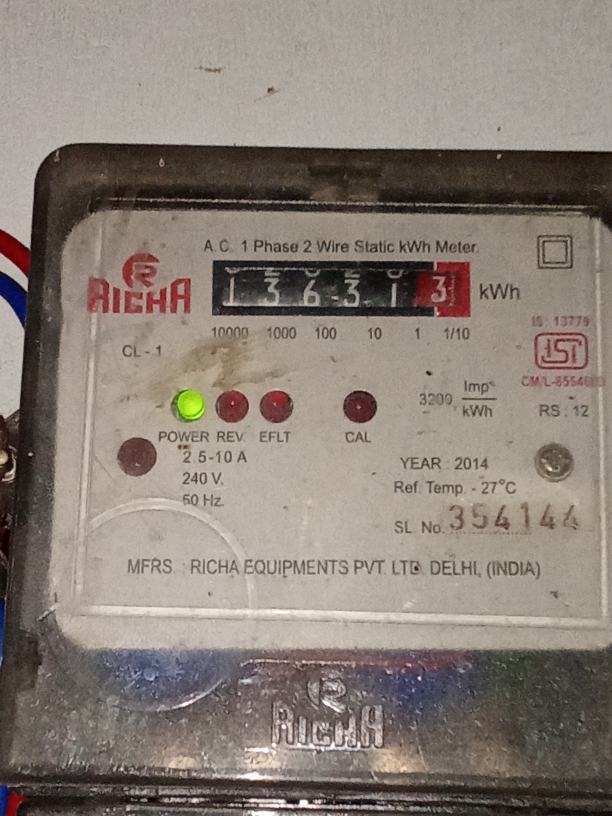 A.C. 1 Phase 2 Wire Static kWh Meter.
RICHA
1 3 6 3 1 3 kWh
10000 1000 100 10 1 1/10
IS : 13779
ISI
CL - 1
3200 Imp/kWh
RS : 12
POWER REV. EFLT CAL
2.5-10 A
240 V.
50 Hz.
YEAR : 2014
Ref. Temp. - 27°C
SL No. 354144
MFRS. : RICHA EQUIPMENTS PVT. LTD. DELHI, (INDIA)
RICHA